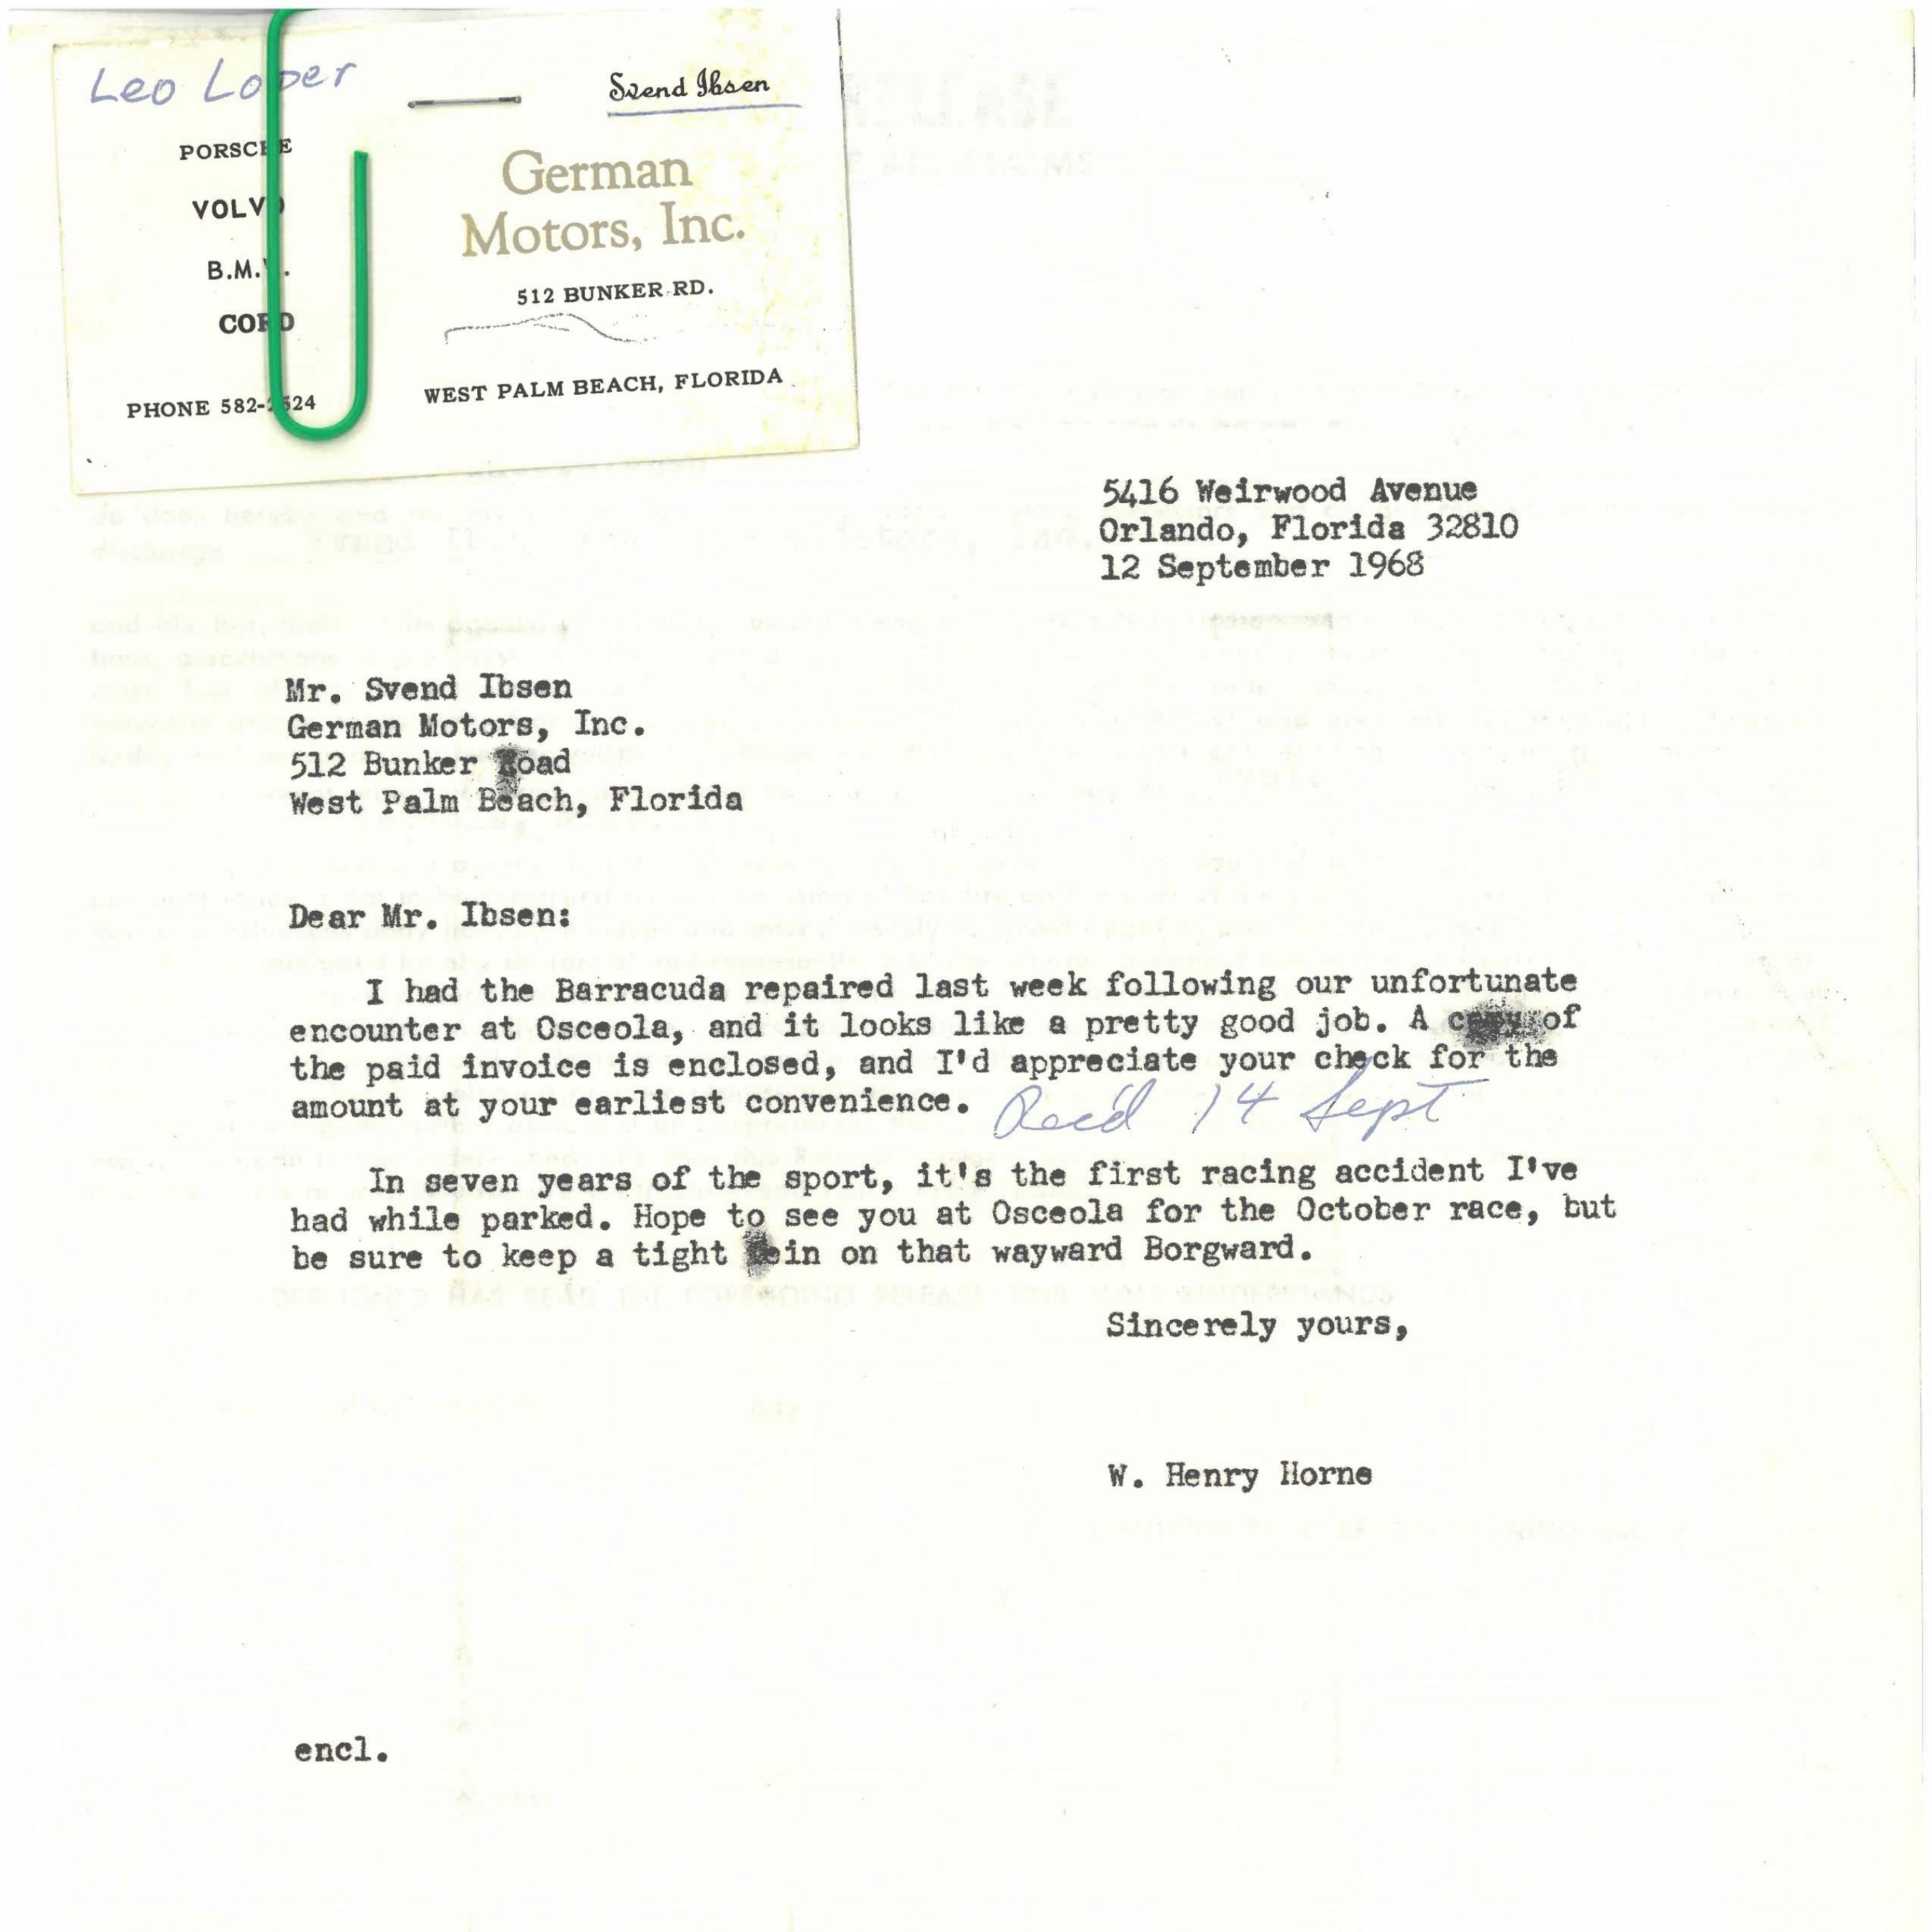 Leo Loper
Svend Ibsen
PORSCHE
VOLVO
B.M.W.
CORD
PHONE 582-2624
German
Motors, Inc.
512 BUNKER RD.
WEST PALM BEACH, FLORIDA
5416 Weirwood Avenue
Orlando, Florida 32810
12 September 1968
Mr. Svend Ibsen
German Motors, Inc.
512 Bunker Road
West Palm Beach, Florida
Dear Mr. Ibsen:
I had the Barracuda repaired last week following our unfortunate
encounter at Osceola, and it looks like a pretty good job. A copy of
the paid invoice is enclosed, and I'd appreciate your check for the
amount at your earliest convenience. Rec'd 14 Sept
In seven years of the sport, it's the first racing accident I've
had while parked. Hope to see you at Osceola for the October race, but
be sure to keep a tight rein on that wayward Borgward.
Sincerely yours,
W. Henry Horne
encl.